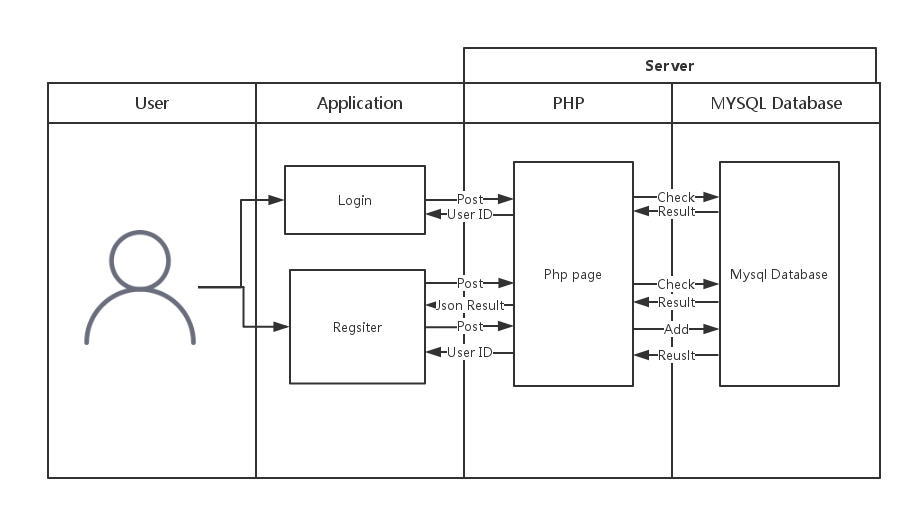 Server
User
Application
PHP
MYSQL Database
Login
Post
User ID
Check
Result
Php page
Mysql Database
Regsiter
Post
Json Result
Post
User ID
Check
Result
Add
Reuslt